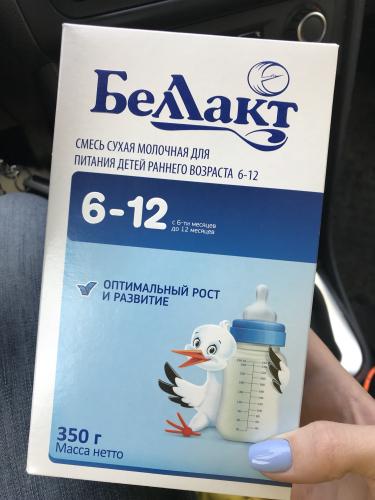 Беллакт
СМЕСЬ СУХАЯ МОЛОЧНАЯ ДЛЯ
ПИТАНИЯ ДЕТЕЙ РАННЕГО ВОЗРАСТА 6-12
6-12
с 6-ти месяцев
до 12 месяцев
ОПТИМАЛЬНЫЙ РОСТ
И РАЗВИТИЕ
350 г
Масса нетто